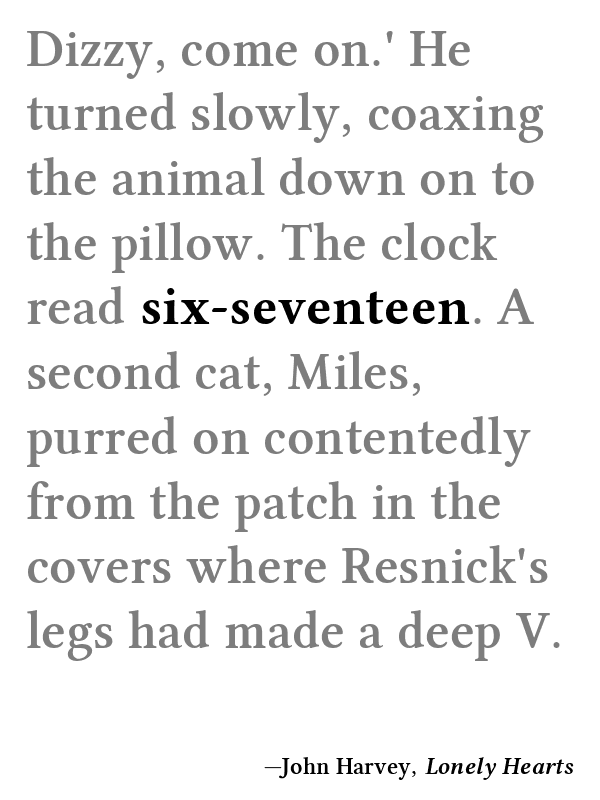 Dizzy, come on.' He
turned slowly, coaxing
the animal down on to
the pillow. The clock
read six-seventeen. A
second cat, Miles,
purred on contentedly
from the patch in the
covers where Resnick's
legs had made a deep V.
—John Harvey, Lonely Hearts